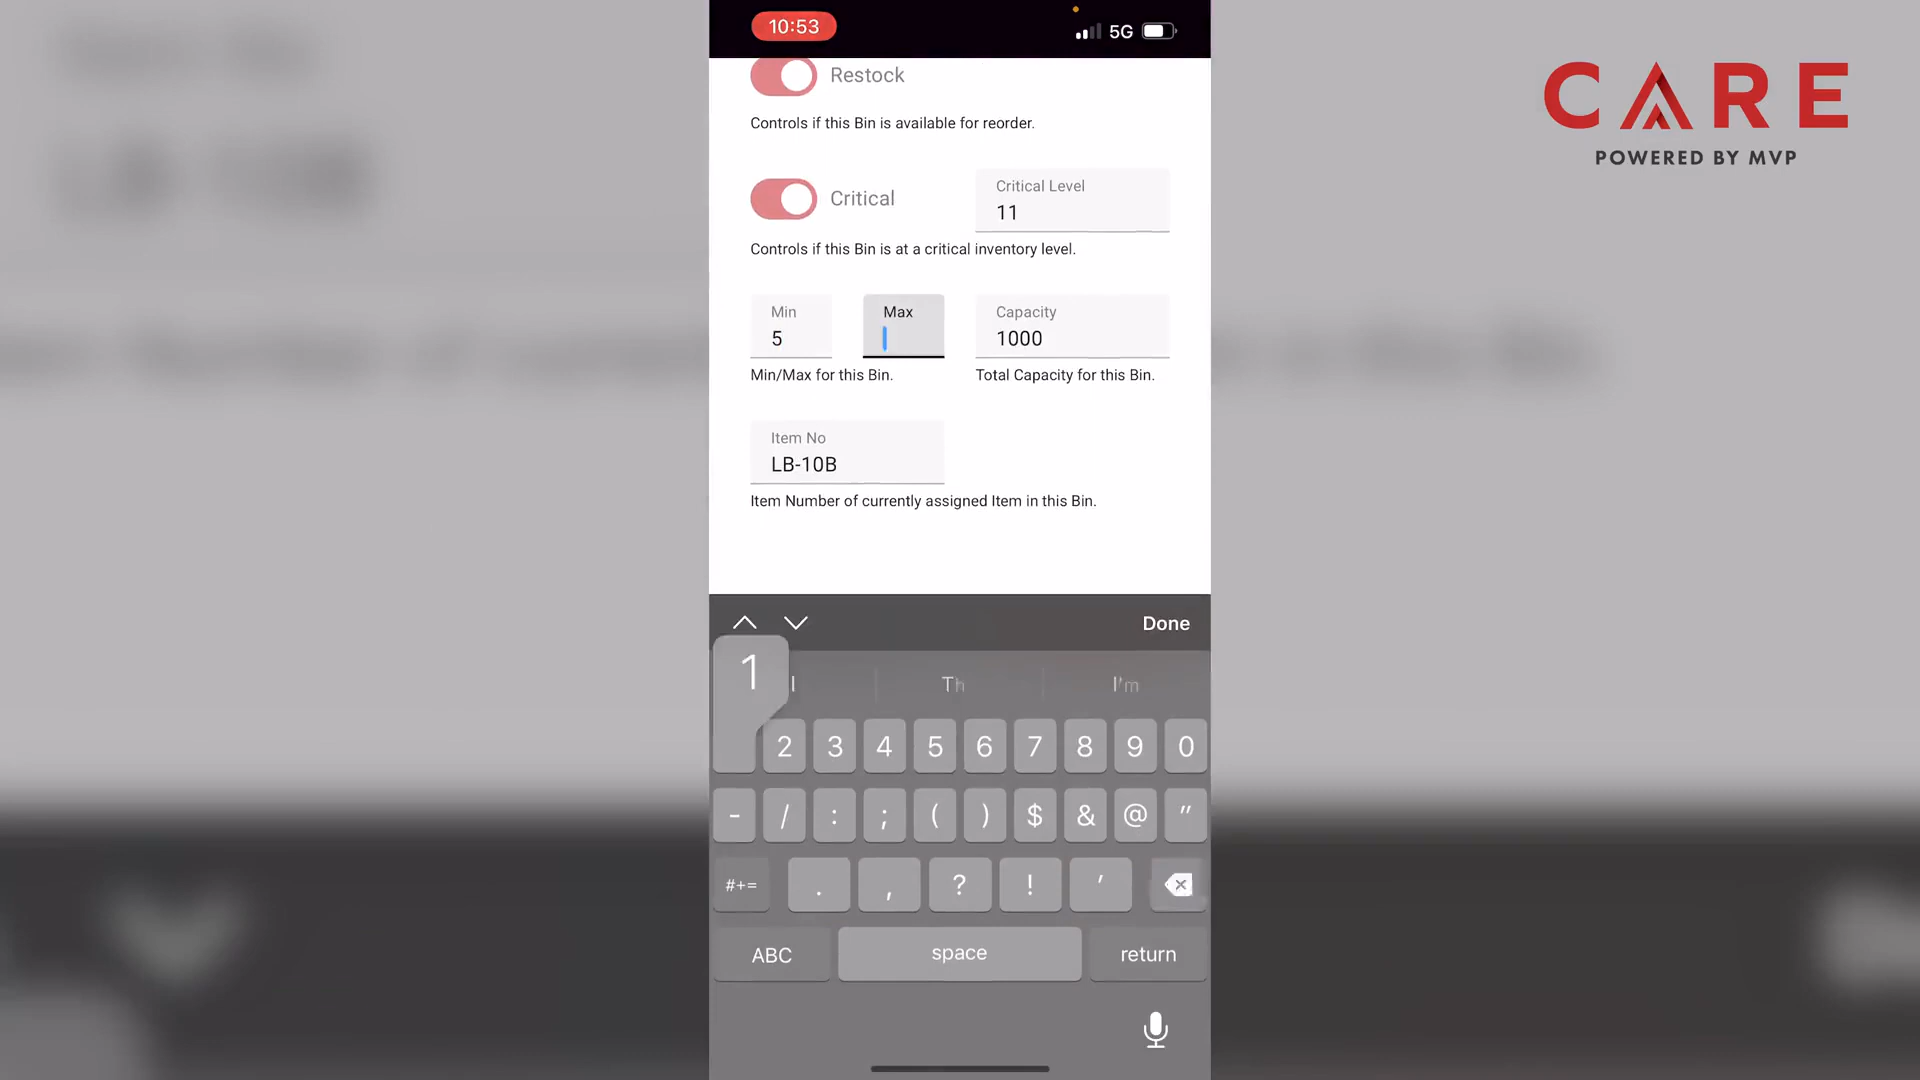 10:53
5G
CARE
POWERED BY MVP
Restock
Controls if this Bin is available for reorder.
Critical
Critical Level
11
Controls if this Bin is at a critical inventory level.
Min
5
Max
Capacity
1000
Min/Max for this Bin.
Total Capacity for this Bin.
Item No
LB-10B
Item Number of currently assigned Item in this Bin.
Done
1
I
Th
I'm
2 3 4 5 6 7 8 9 0
- / : ; ( ) $ & @ "
#+= . , ? ! '
ABC space return